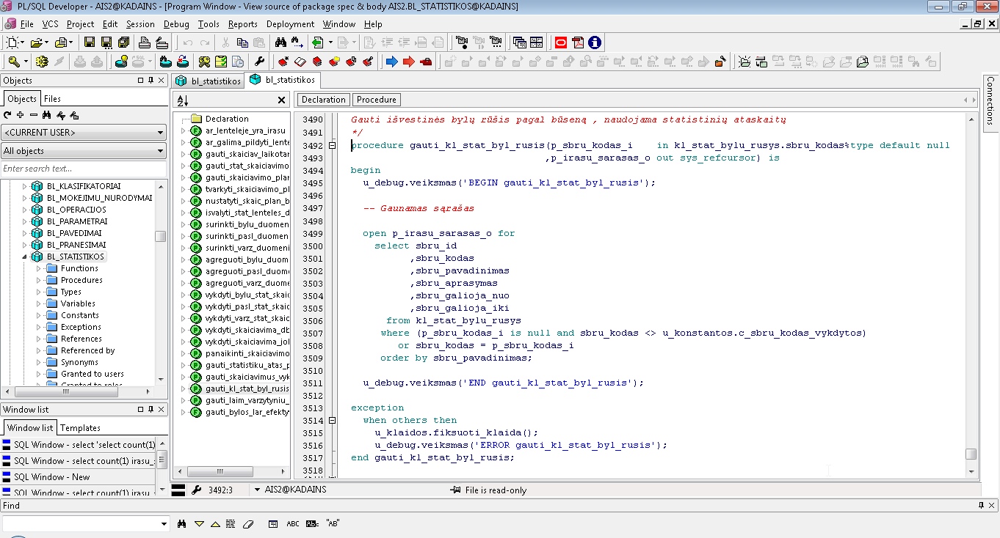 PL/SQL Developer - AIS2@KADAINS - [Program Window - View source of package spec & body AIS2.BL_STATISTIKOS@KADAINS]
File VCS Project Edit Session Debug Tools Reports Deployment Window Help
Objects
Objects Files
<CURRENT USER>
All objects
Enter search text...
BL_KLASIFIKATORIAI
BL_MOKEJIMU_NURODYMAI
BL_OPERACIJOS
BL_PARAMETRAI
BL_PAVEDIMAI
BL_PRANESIMAI
BL_STATISTIKOS
Functions
Procedures
Types
Variables
Constants
Exceptions
References
Referenced by
Synonyms
Granted to users
Granted to roles
Window list
Window list Templates
SQL Window - select 'select count(1)
SQL Window - select count(1) irasu_
SQL Window - New
SQL Window - select count(1) irasu_
bl_statistikos bl_statistikos
Declaration
ar_lenteleje_yra_irasu
ar_galima_pildyti_lente
gauti_skaiciav_laikotar
gauti_stat_skaiciavimo
gauti_skaiciavimo_plan
tvarkyti_skaiciavimo_pl
nustatyti_skaic_plan_b
isvalyti_stat_lenteles_d
surinkti_bylu_duomen
surinkti_pasl_duomen
surinkti_varz_duomeni
agreguoti_bylu_duom
agreguoti_pasl_duome
agreguoti_varz_duome
vykdyti_bylu_stat_skaic
vykdyti_pasl_stat_skaic
vykdyti_varz_stat_skaic
vykdyti_skaiciavima_db
vykdyti_skaiciavima_jol
panaikinti_skaiciavima
gauti_statistiku_atas_p
gauti_skaiciavimus_vyk
gauti_kl_stat_byl_rusis
gauti_laim_varzytyniu_
gauti_bylos_lar_efekty
Declaration Procedure
3490 Gauti išvestinės bylų rūšis pagal būseną , naudojama statistinių ataskaitų
3491 */
3492 procedure gauti_kl_stat_byl_rusis(p_sbru_kodas_i    in kl_stat_bylu_rusys.sbru_kodas%type default null
3493                                  ,p_irasu_sarasas_o out sys_refcursor) is
3494 begin
3495   u_debug.veiksmas('BEGIN gauti_kl_stat_byl_rusis');
3496
3497   -- Gaunamas sąrašas
3498
3499   open p_irasu_sarasas_o for
3500     select sbru_id
3501           ,sbru_kodas
3502           ,sbru_pavadinimas
3503           ,sbru_aprasymas
3504           ,sbru_galioja_nuo
3505           ,sbru_galioja_iki
3506       from kl_stat_bylu_rusys
3507      where (p_sbru_kodas_i is null and sbru_kodas <> u_konstantos.c_sbru_kodas_vykdytos)
3508         or sbru_kodas = p_sbru_kodas_i
3509      order by sbru_pavadinimas;
3510
3511   u_debug.veiksmas('END gauti_kl_stat_byl_rusis');
3512
3513 exception
3514   when others then
3515     u_klaidos.fiksuoti_klaida();
3516     u_debug.veiksmas('ERROR gauti_kl_stat_byl_rusis');
3517 end gauti_kl_stat_byl_rusis;
3518
Connections
3492:3 AIS2@KADAINS File is read-only
Find
ABC "AB"